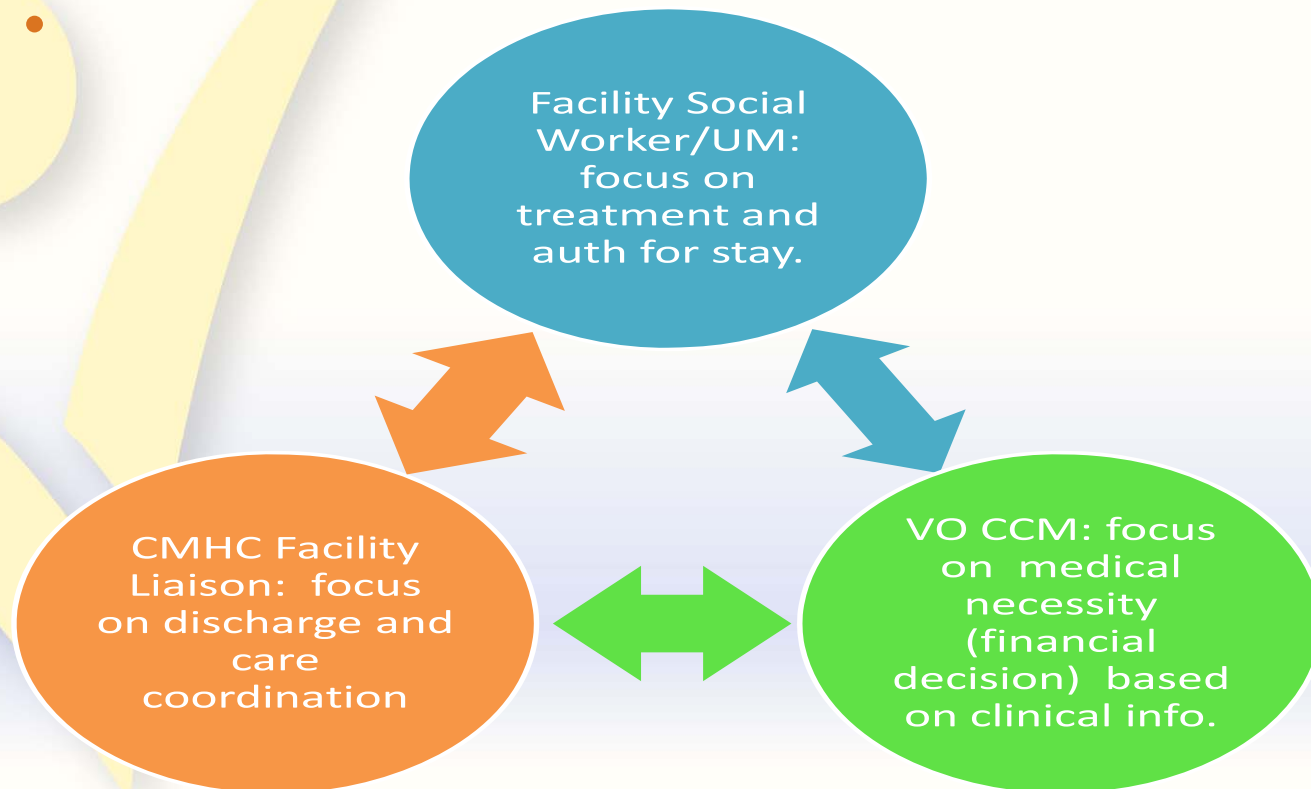 Facility Social
Worker/UM:
focus on
treatment and
auth for stay.
CMHC Facility
Liaison:  focus
on discharge and
care
coordination
VO CCM: focus
on  medical
necessity
(financial
decision)  based
on clinical info.